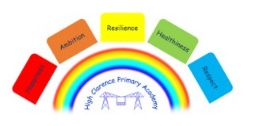 Ambition
Resilience
Healthiness
Respect
High Clarence Primary Academy